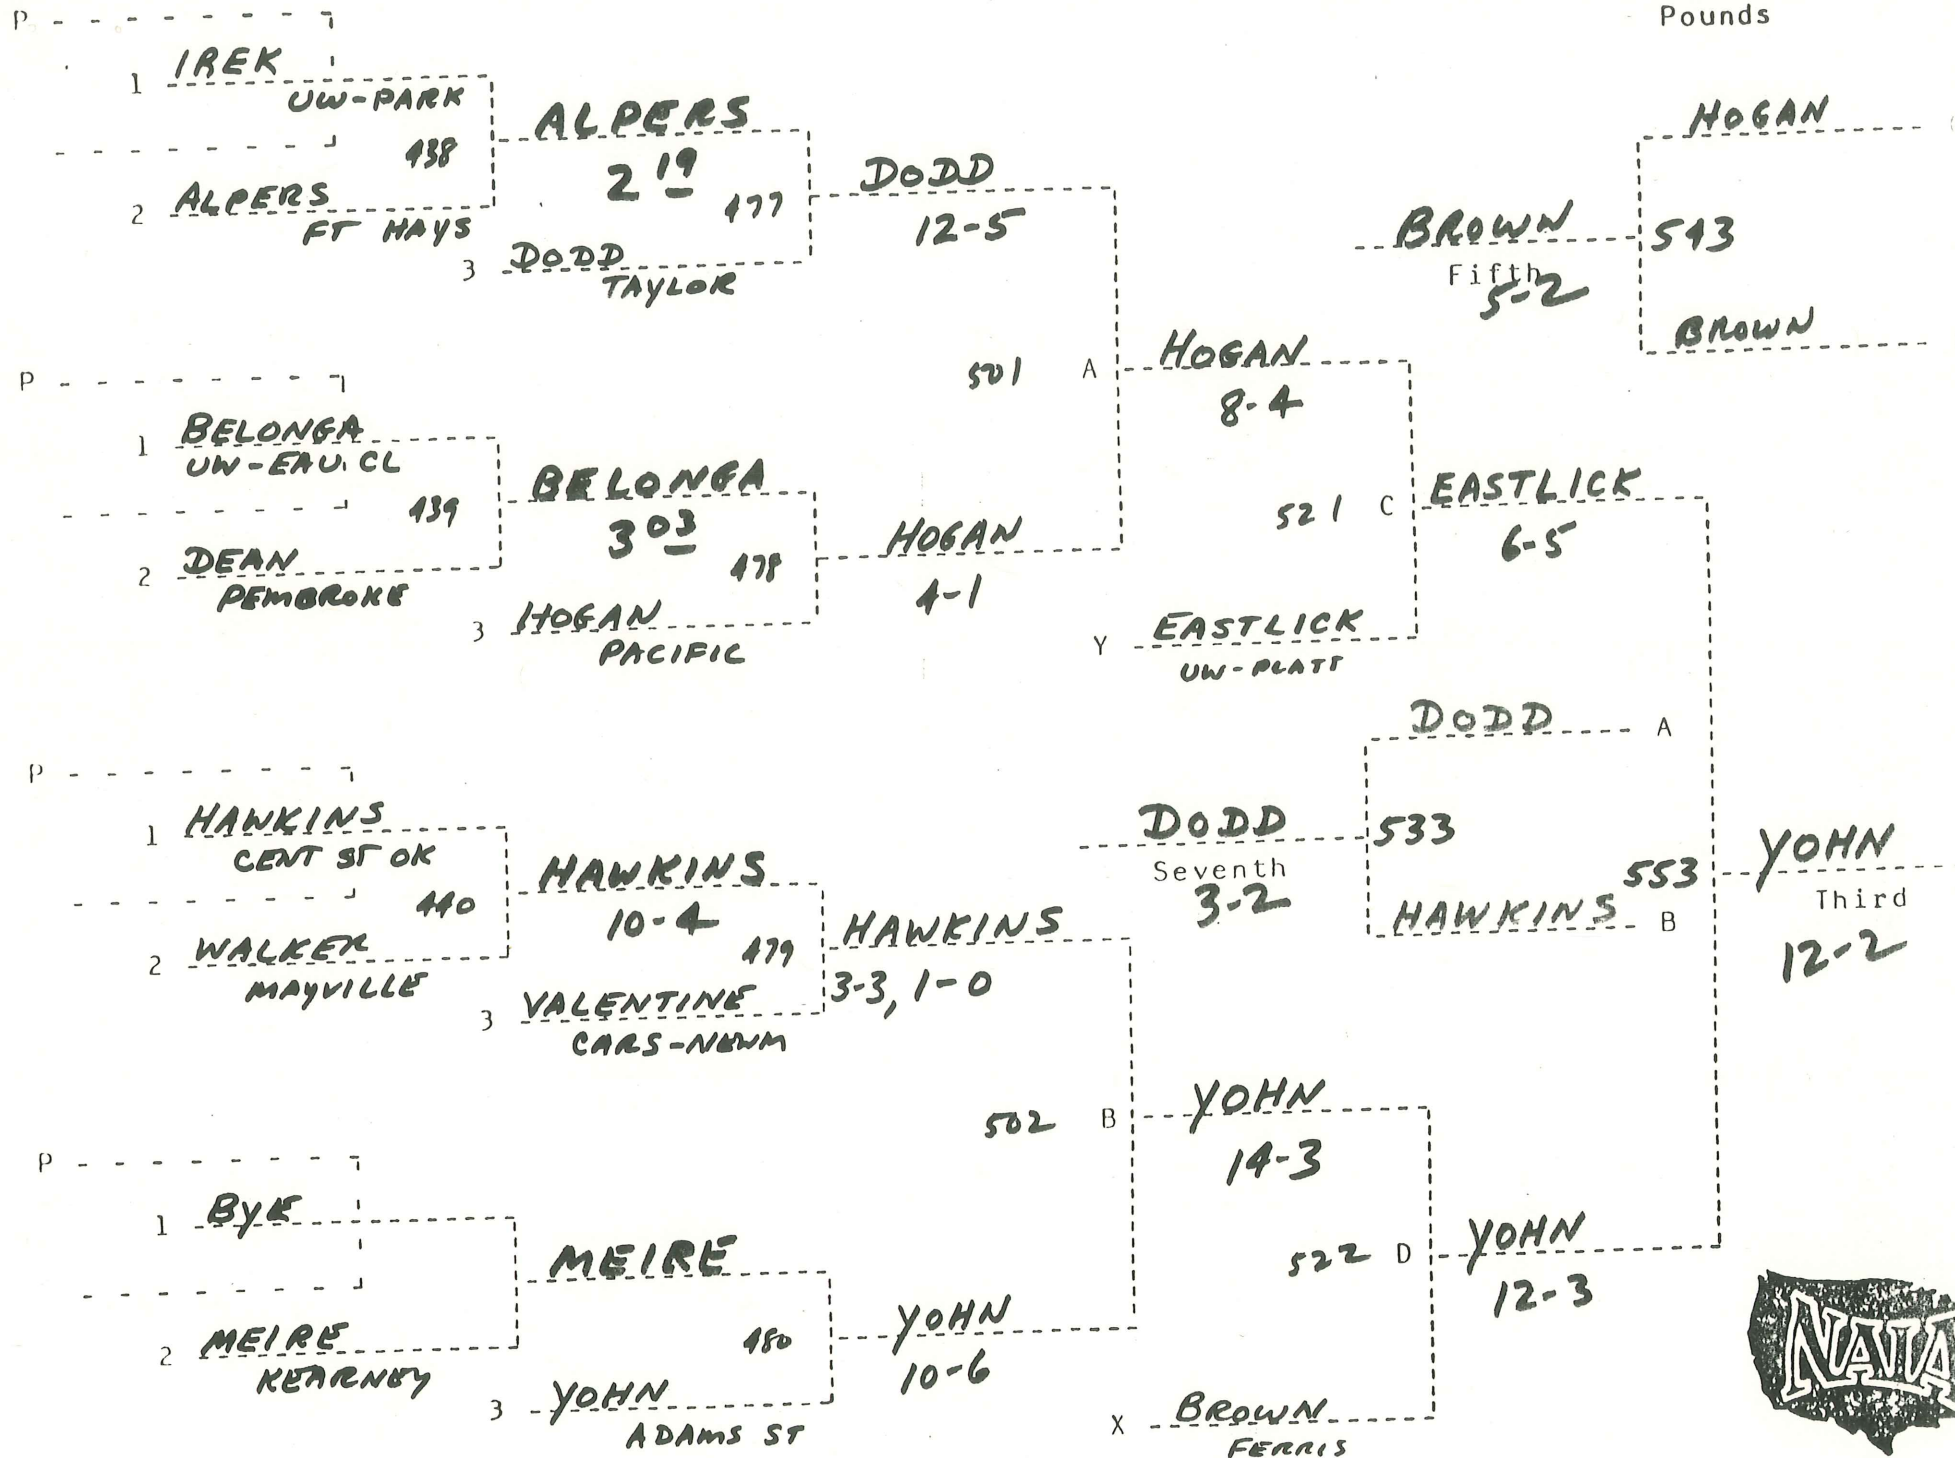 Pounds
P
1 IREK
UW-PARK
438
2 ALPERS
FT HAYS
ALPERS
2 19
477
3 DODD
TAYLOR
DODD
12-5
P
1 BELONGA
UW-EAU. CL
439
2 DEAN
PEMBROKE
BELONGA
3 03
478
3 HOGAN
PACIFIC
HOGAN
4-1
501 A
HOGAN
8-4
521 C
Y EASTLICK
UW-PLATT
EASTLICK
6-5
HOGAN
BROWN 543
Fifth
5-2
BROWN
P
1 HAWKINS
CENT ST OK
440
2 WALKER
MAYVILLE
HAWKINS
10-4
479
3 VALENTINE
CARS-NEWM
HAWKINS
3-3, 1-0
DODD A
DODD 533
Seventh
3-2
HAWKINS B
553
YOHN
Third
12-2
P
1 BYE
2 MEIRE
KEARNEY
MEIRE
480
3 YOHN
ADAMS ST
YOHN
10-6
502 B
YOHN
14-3
522 D
X BROWN
FERRIS
YOHN
12-3
NAIA